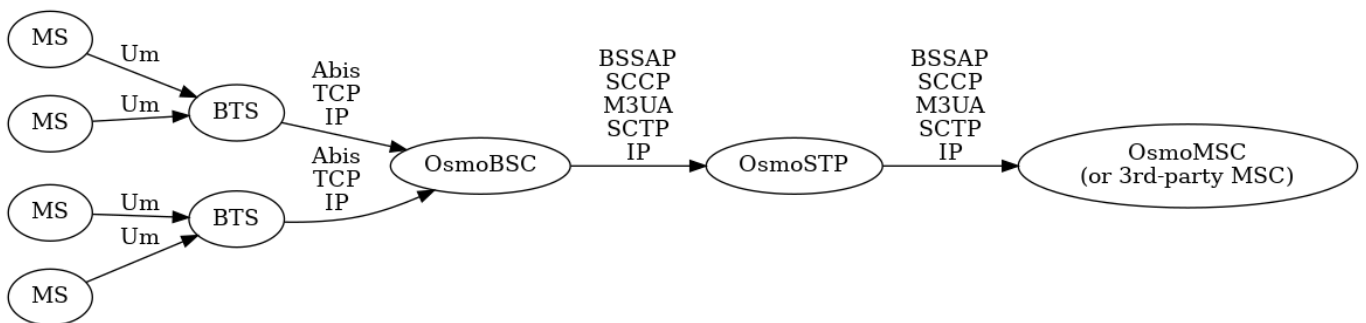 MS
Um
MS
Um
BTS
Abis
TCP
IP
MS
Um
MS
Um
BTS
Abis
TCP
IP
OsmoBSC
BSSAP
SCCP
M3UA
SCTP
IP
OsmoSTP
BSSAP
SCCP
M3UA
SCTP
IP
OsmoMSC
(or 3rd-party MSC)